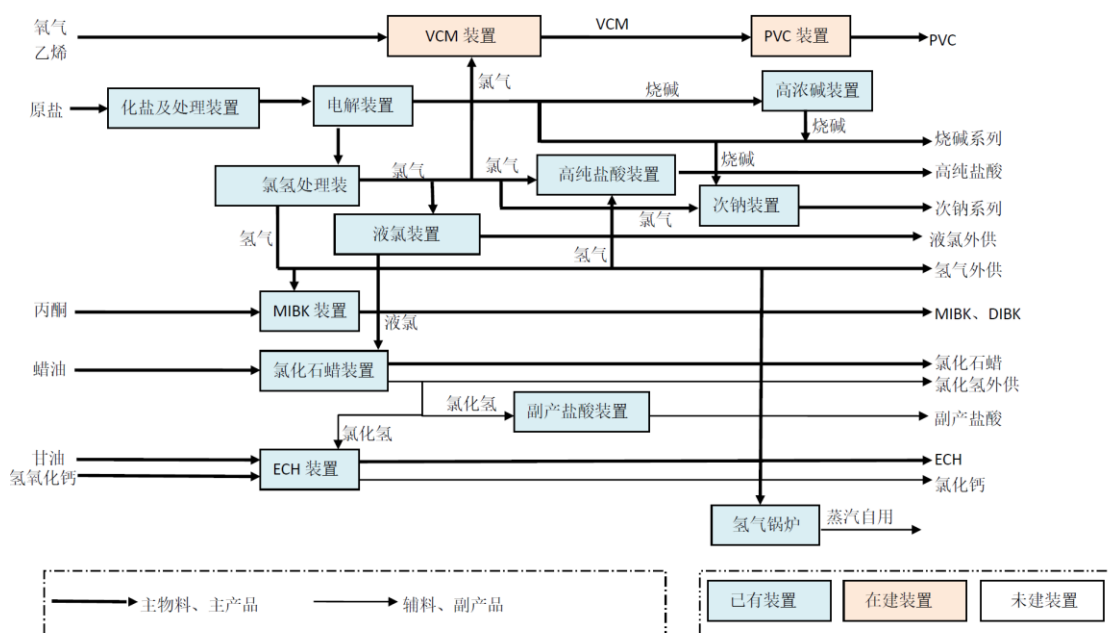 氧气
乙烯
VCM 装置
VCM
PVC 装置
PVC
氯气
原盐
化盐及处理装置
电解装置
烧碱
高浓碱装置
烧碱
烧碱系列
烧碱
氯氢处理装
氯气
氯气
高纯盐酸装置
高纯盐酸
次钠装置
次钠系列
氯气
氢气
液氯装置
液氯外供
氢气
氢气外供
丙酮
MIBK 装置
MIBK、DIBK
液氯
蜡油
氯化石蜡装置
氯化石蜡
氯化氢外供
氯化氢
副产盐酸装置
副产盐酸
氯化氢
甘油
氢氧化钙
ECH 装置
ECH
氯化钙
氢气锅炉
蒸汽自用
主物料、主产品
辅料、副产品
已有装置
在建装置
未建装置